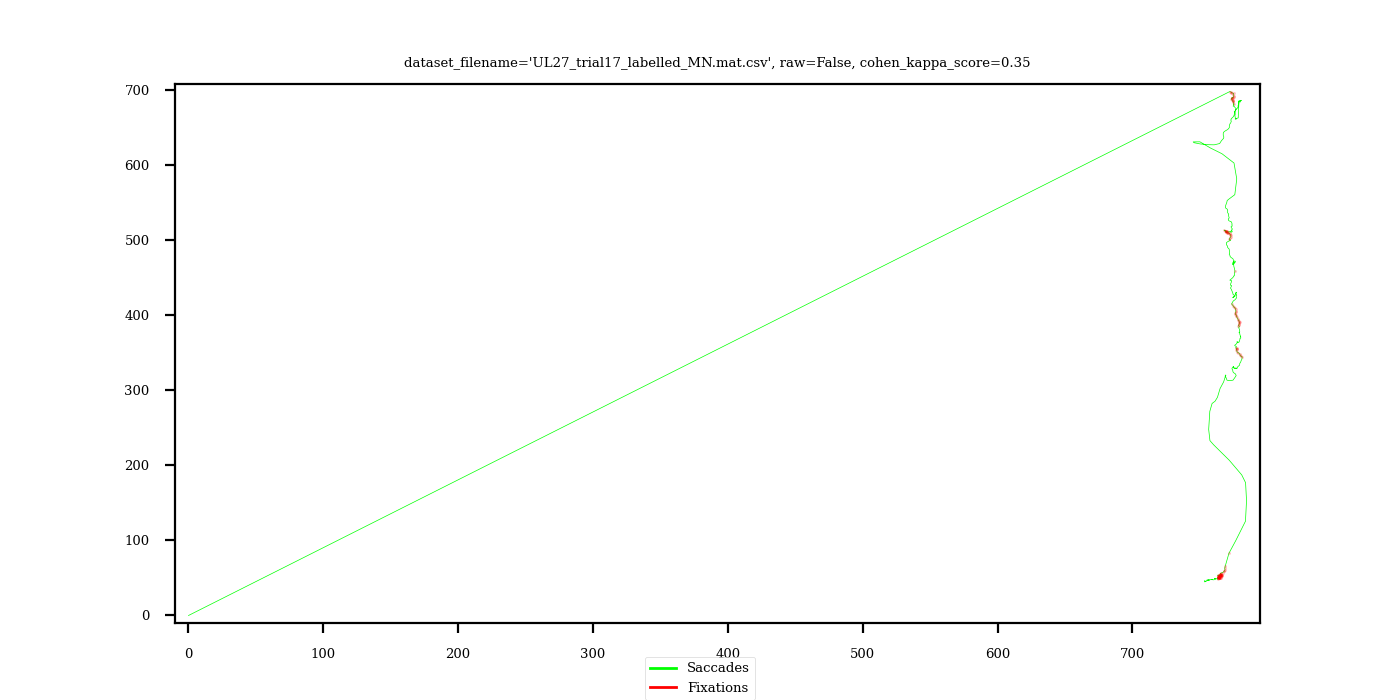 dataset_filename='UL27_trial17_labelled_MN.mat.csv', raw=False, cohen_kappa_score=0.35
700
600
500
400
300
200
100
0
0 100 200 300 400 500 600 700
Saccades
Fixations